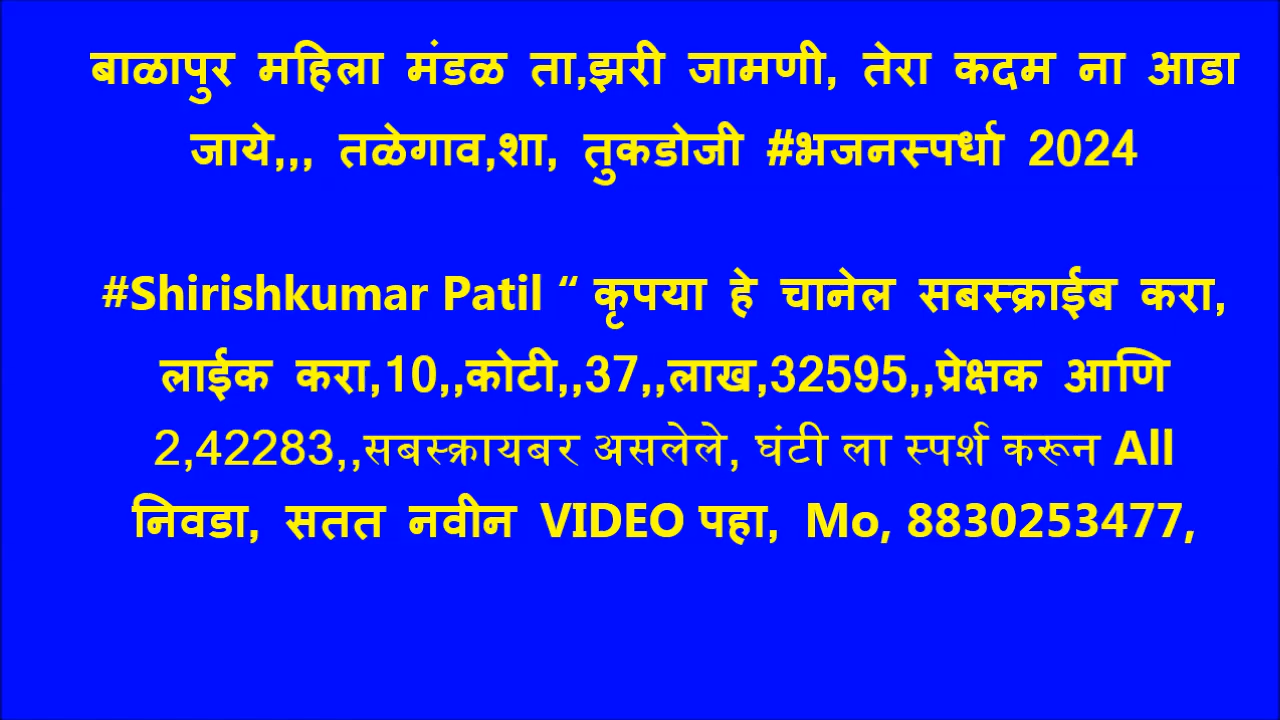 बाळापुर महिला मंडळ ता,झरी जामणी, तेरा कदम ना आडा
जाये,,, तळेगाव,शा, तुकडोजी #भजनस्पर्धा 2024
#Shirishkumar Patil “ कृपया हे चानेल सबस्क्राईब करा,
लाईक करा,10,,कोटी,,37,,लाख,32595,,प्रेक्षक आणि
2,42283,,सबस्क्रायबर असलेले, घंटी ला स्पर्श करून All
निवडा, सतत नवीन VIDEO पहा, Mo, 8830253477,